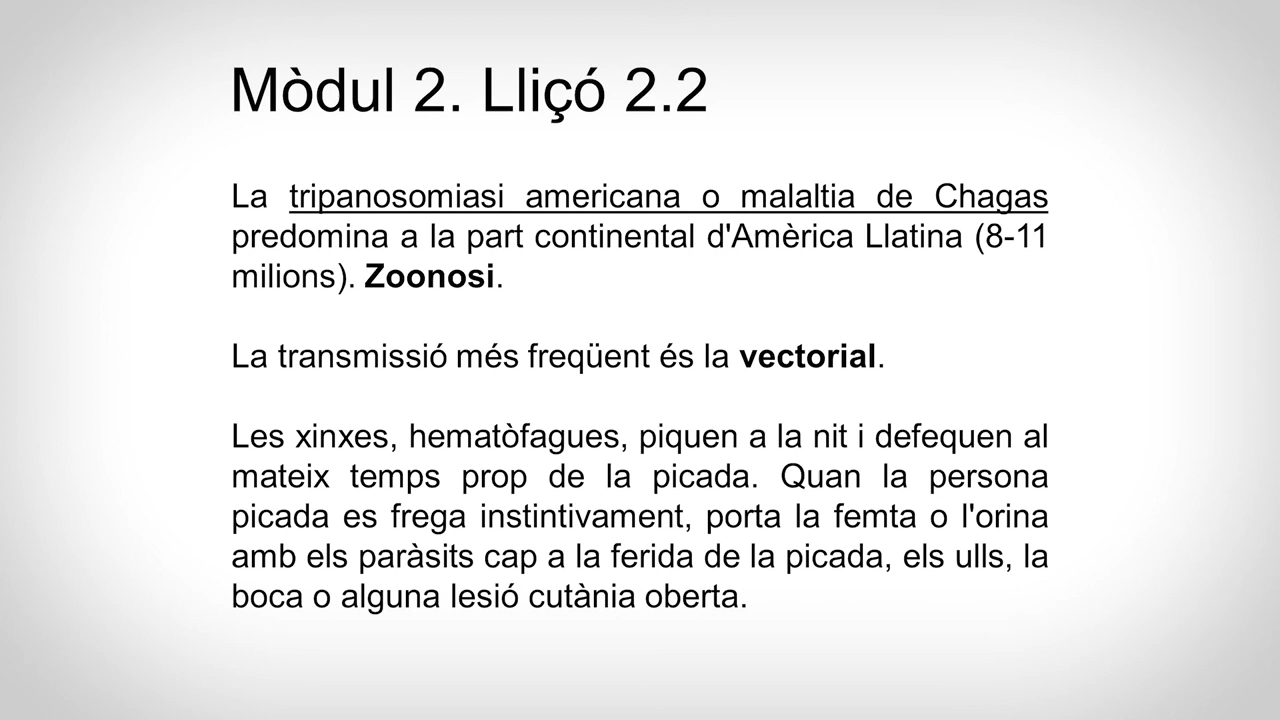 Mòdul 2. Lliçó 2.2
La tripanosomiasi americana o malaltia de Chagas
predomina a la part continental d'Amèrica Llatina (8-11
milions). Zoonosi.
La transmissió més freqüent és la vectorial.
Les xinxes, hematòfagues, piquen a la nit i defequen al
mateix temps prop de la picada. Quan la persona
picada es frega instintivament, porta la femta o l'orina
amb els paràsits cap a la ferida de la picada, els ulls, la
boca o alguna lesió cutània oberta.